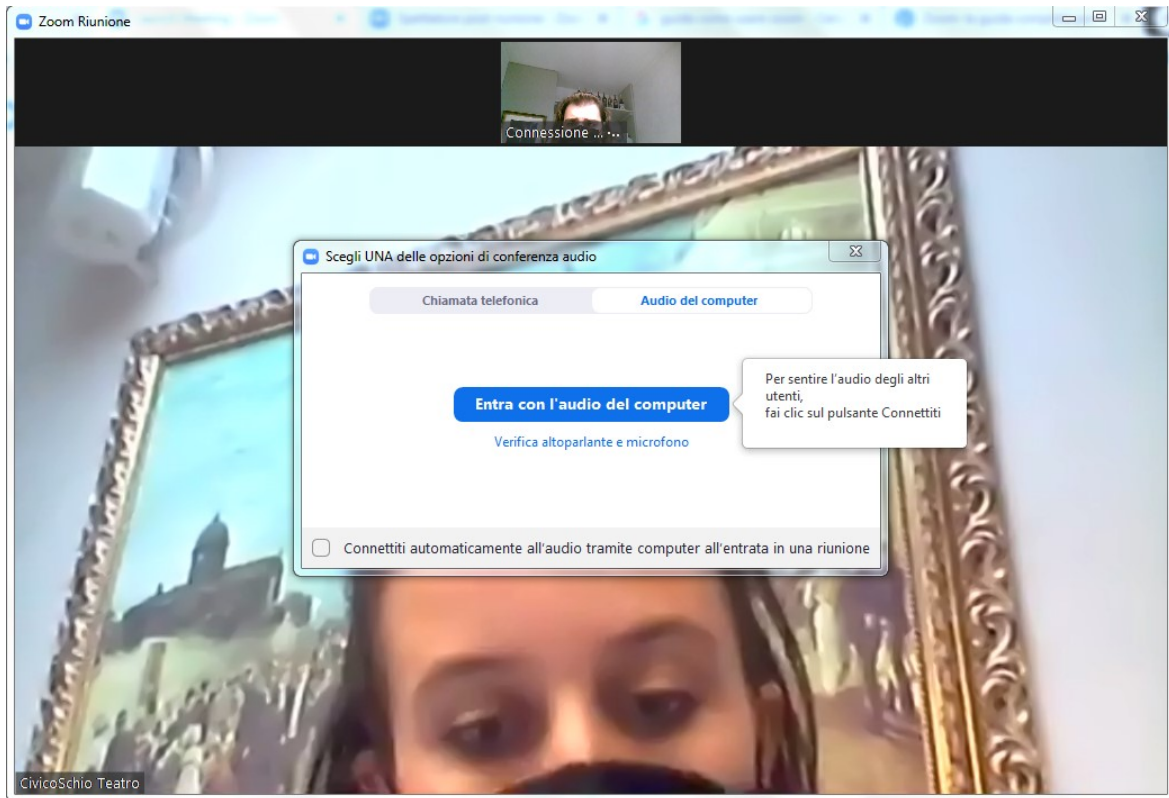 Zoom Riunione
Connessione ...
Scegli UNA delle opzioni di conferenza audio
Chiamata telefonica
Audio del computer
Entra con l'audio del computer
Per sentire l'audio degli altri
utenti,
fai clic sul pulsante Connettiti
Verifica altoparlante e microfono
Connettiti automaticamente all'audio tramite computer all'entrata in una riunione
CivicoSchio Teatro